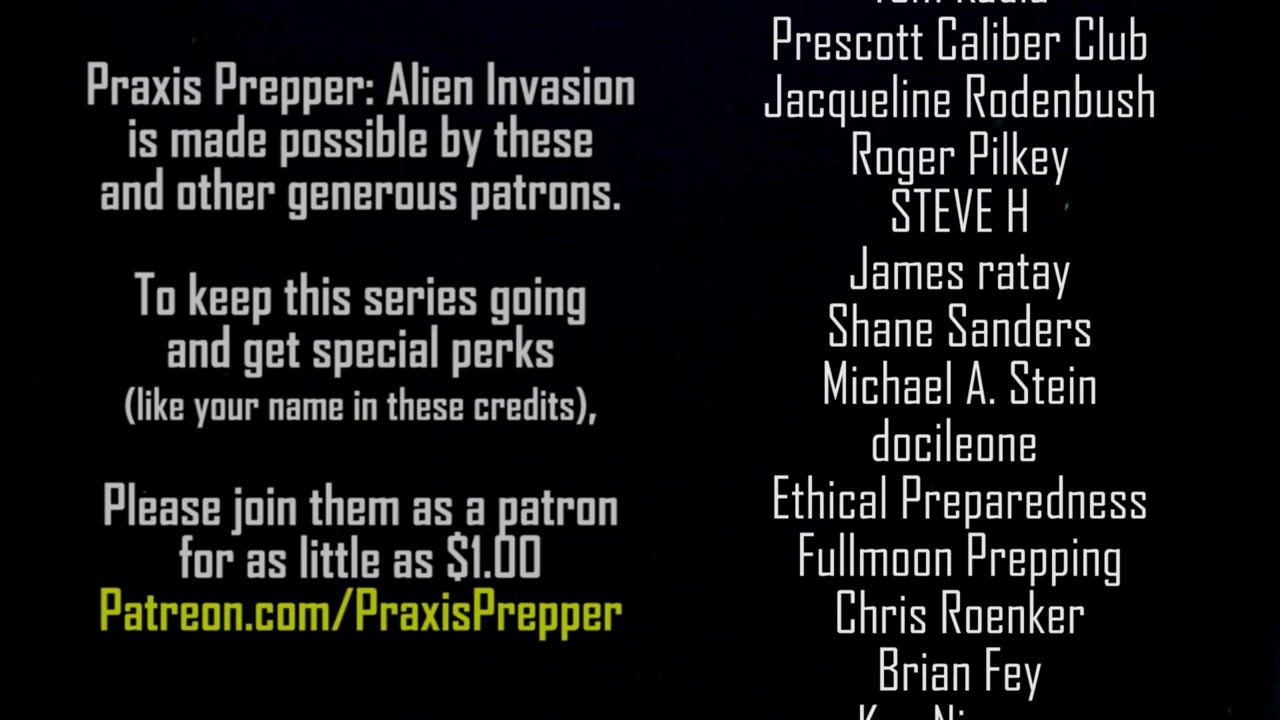 Praxis Prepper: Alien Invasion
is made possible by these
and other generous patrons.
To keep this series going
and get special perks
(like your name in these credits),
Please join them as a patron
for as little as $1.00
Patreon.com/PraxisPrepper
Prescott Caliber Club
Jacqueline Rodenbush
Roger Pilkey
STEVE H
James ratay
Shane Sanders
Michael A. Stein
docileone
Ethical Preparedness
Fullmoon Prepping
Chris Roenker
Brian Fey